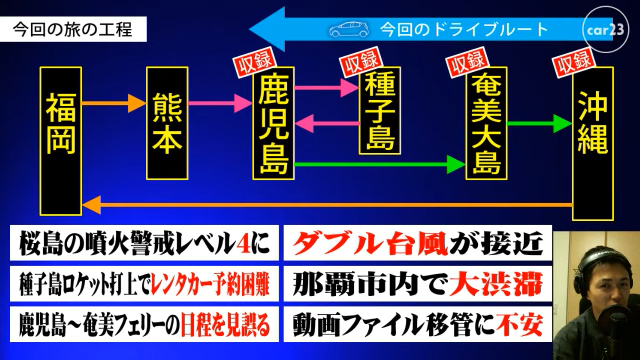 今回の旅の工程
今回のドライブルート
car23
収録
収録
収録
収録
福岡
熊本
鹿児島
種子島
奄美大島
沖縄
桜島の噴火警戒レベル4に
ダブル台風が接近
種子島ロケット打上でレンタカー予約困難
那覇市内で大渋滞
鹿児島～奄美フェリーの日程を見誤る
動画ファイル移管に不安